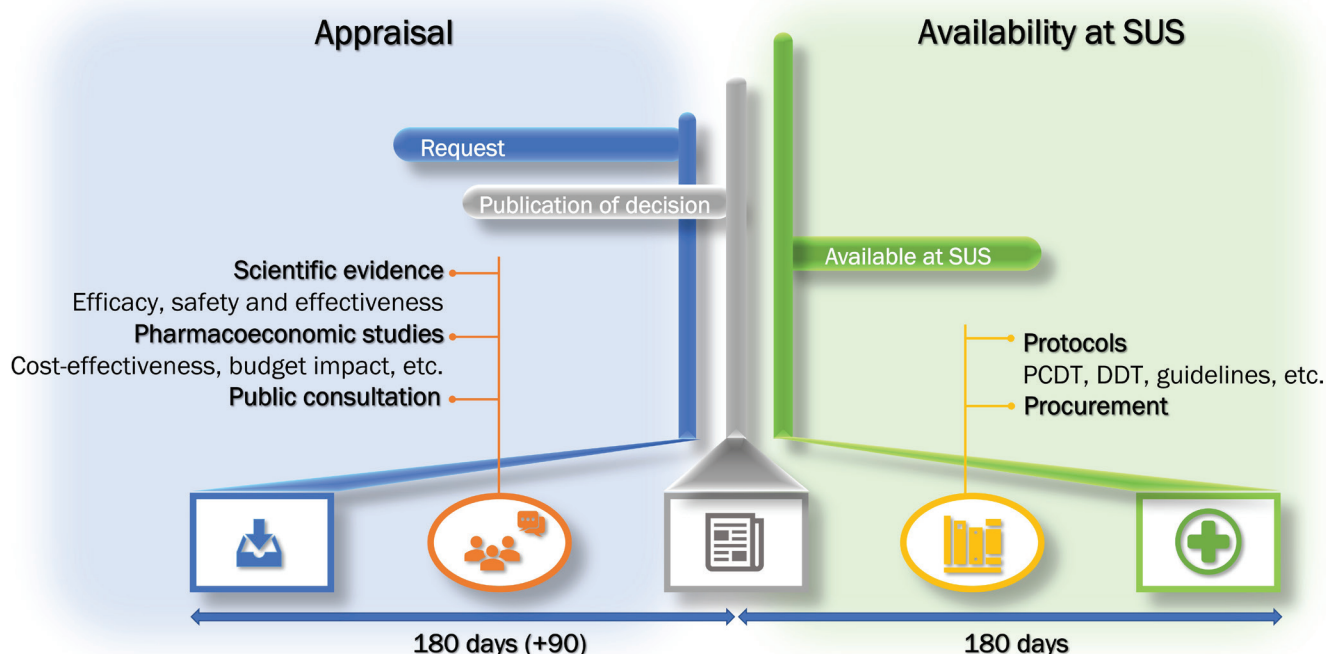 Appraisal
Availability at SUS
Request
Publication of decision
Available at SUS
Scientific evidence
Efficacy, safety and effectiveness
Pharmacoeconomic studies
Cost-effectiveness, budget impact, etc.
Public consultation
Protocols
PCDT, DDT, guidelines, etc.
Procurement
180 days (+90)
180 days